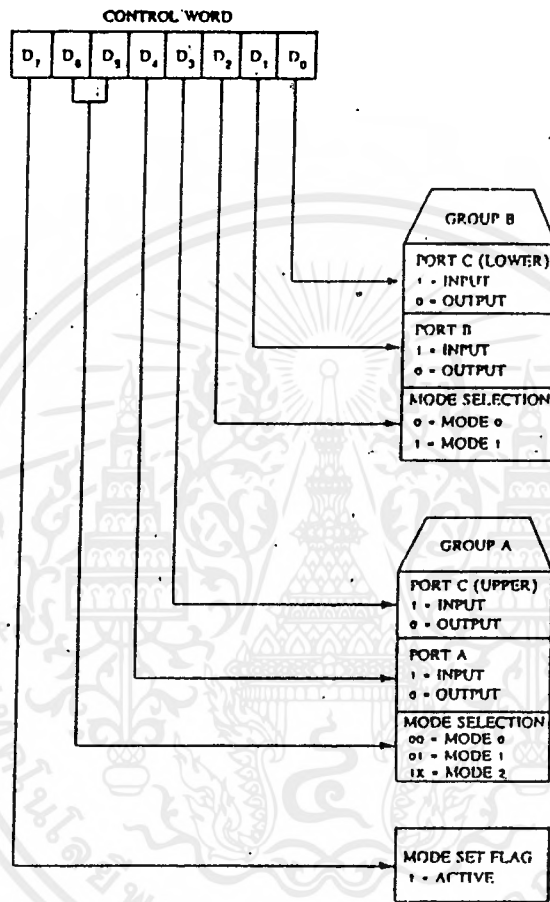 CONTROL WORD
D7 D6 D5 D4 D3 D2 D1 D0
GROUP B
PORT C (LOWER)
1 = INPUT
0 = OUTPUT
PORT B
1 = INPUT
0 = OUTPUT
MODE SELECTION
0 = MODE 0
1 = MODE 1
GROUP A
PORT C (UPPER)
1 = INPUT
0 = OUTPUT
PORT A
1 = INPUT
0 = OUTPUT
MODE SELECTION
00 = MODE 0
01 = MODE 1
1X = MODE 2
MODE SET FLAG
1 = ACTIVE